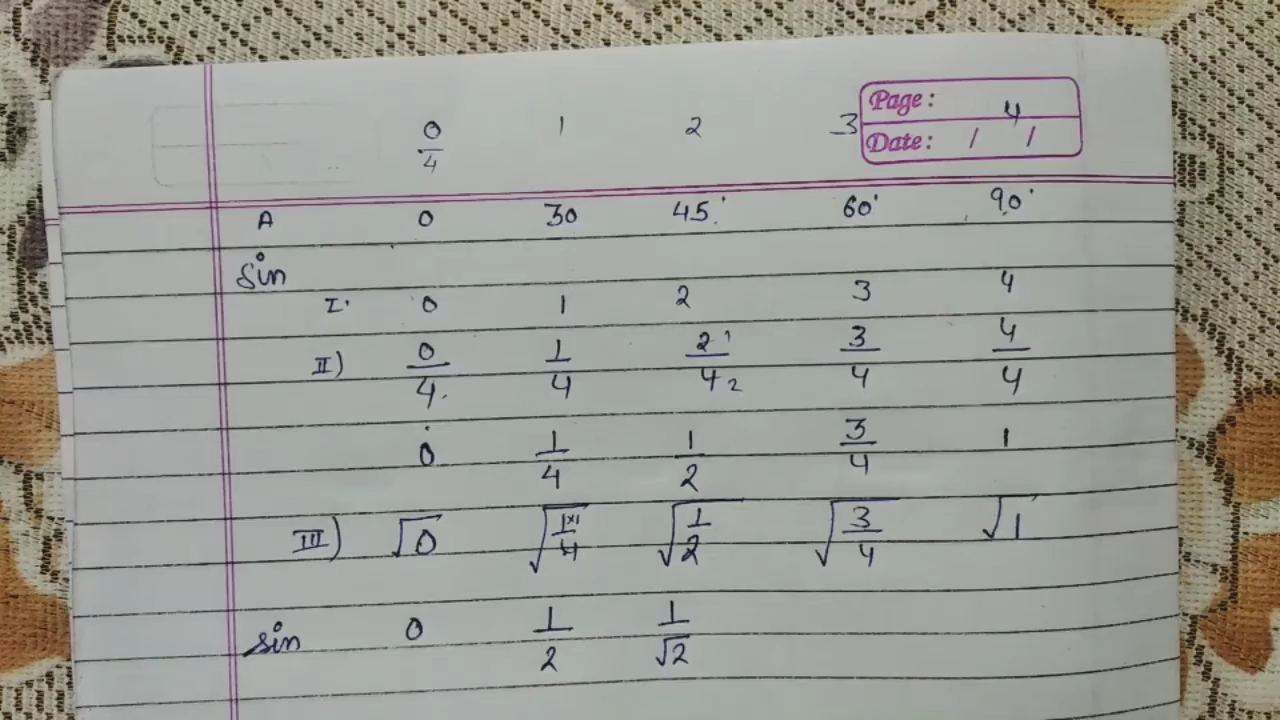 Page: 4
0/4 1 2 3
Date: / /
A 0 30 45° 60° 90°
Sin
I. 0 1 2 3 4
II) 0/4 1/4 2 1/4 2 3/4 4/4
0 1/4 1/2 3/4 1
III) √0 √1×1/4 √1/2 √3/4 √1
sin 0 1/2 1/√2